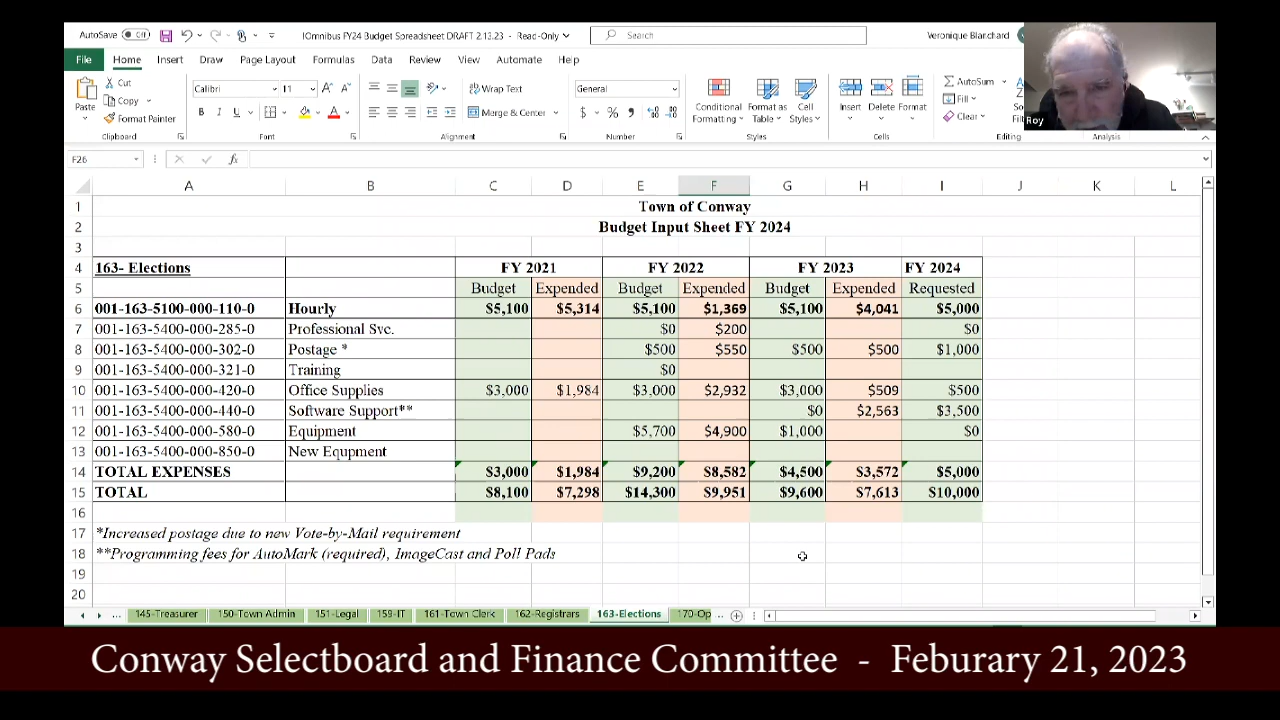 AutoSave Off IOmnibus FY24 Budget Spreadsheet DRAFT 2.13.23 - Read-Only Search Veronique Blanchard
File Home Insert Draw Page Layout Formulas Data Review View Automate Help
Cut Copy Format Painter Paste Clipboard
Calibri 11 B I U Font
Wrap Text Merge & Center Alignment
General $ % , Number
Conditional Formatting Format as Table Cell Styles Styles
Insert Delete Format Cells
AutoSum Fill Clear Editing Analysis
Roy
F26 fx
A B C D E F G H I J K L
1 Town of Conway
2 Budget Input Sheet FY 2024
3
4 163- Elections FY 2021 FY 2022 FY 2023 FY 2024
5 Budget Expended Budget Expended Budget Expended Requested
6 001-163-5100-000-110-0 Hourly $5,100 $5,314 $5,100 $1,369 $5,100 $4,041 $5,000
7 001-163-5400-000-285-0 Professional Svc. $0 $200 $0
8 001-163-5400-000-302-0 Postage * $500 $550 $500 $500 $1,000
9 001-163-5400-000-321-0 Training $0
10 001-163-5400-000-420-0 Office Supplies $3,000 $1,984 $3,000 $2,932 $3,000 $509 $500
11 001-163-5400-000-440-0 Software Support** $0 $2,563 $3,500
12 001-163-5400-000-580-0 Equipment $5,700 $4,900 $1,000 $0
13 001-163-5400-000-850-0 New Equpment
14 TOTAL EXPENSES $3,000 $1,984 $9,200 $8,582 $4,500 $3,572 $5,000
15 TOTAL $8,100 $7,298 $14,300 $9,951 $9,600 $7,613 $10,000
16
17 *Increased postage due to new Vote-by-Mail requirement
18 **Programming fees for AutoMark (required), ImageCast and Poll Pads
19
20
145-Treasurer 150-Town Admin 151-Legal 159-IT 161-Town Clerk 162-Registrars 163-Elections 170-Op
Conway Selectboard and Finance Committee - Feburary 21, 2023